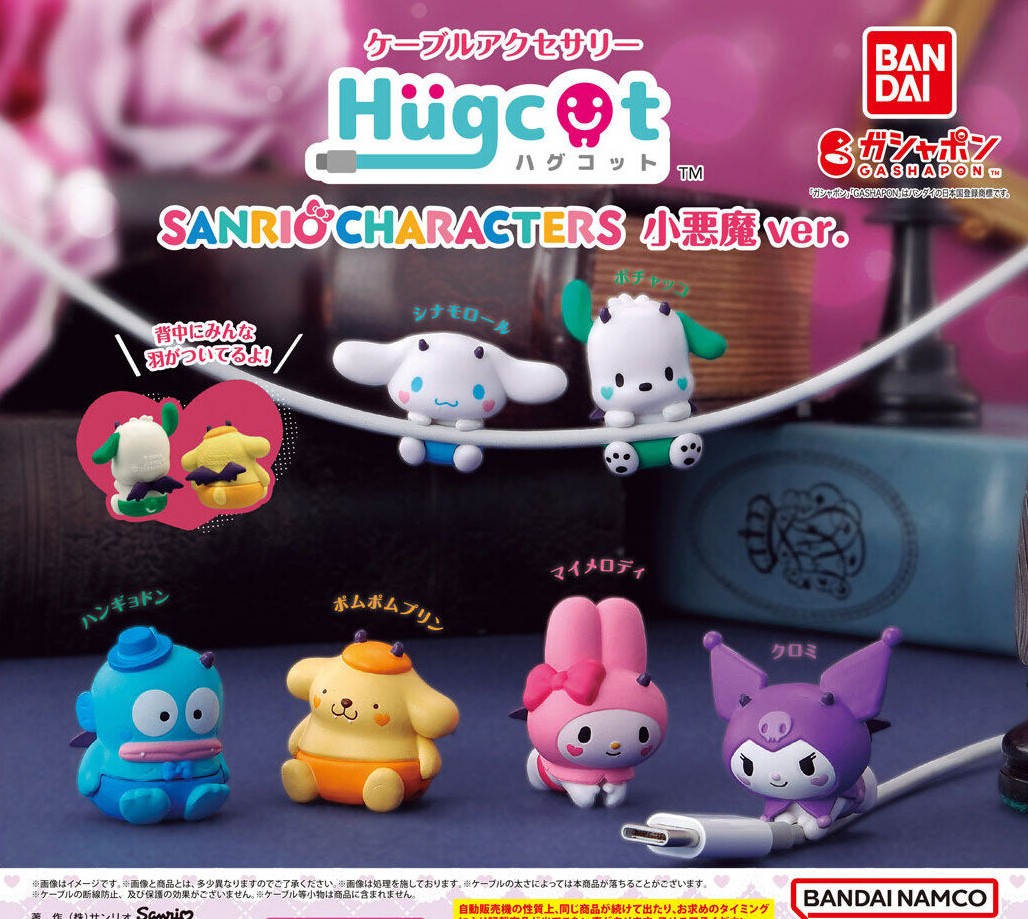 ケーブルアクセサリー
Hügcot
ハグコット
TM
BAN
DAI
ガシャポン
GASHAPON TM
「ガシャポン」「GASHAPON」はバンダイの日本国登録商標です。
SANRIO CHARACTERS 小悪魔 ver.
背中にみんな
羽がついてるよ!
シナモロール
ポチャッコ
ハンギョドン
ポムポムプリン
マイメロディ
クロミ
※画像はイメージです。※画像と商品とは、多少異なりますのでご了承ください。※画像は処理を施しております。※ケーブルの太さによっては本商品が落ちることがございます。
※ケーブルの断線防止、及び保護の効果がございません。※ケーブル等小物は商品に含まれません。
著 作 (株)サンリオ Sanrio
自動販売機の性質上、同じ商品が続けて出たり、お求めのタイミング
BANDAI NAMCO